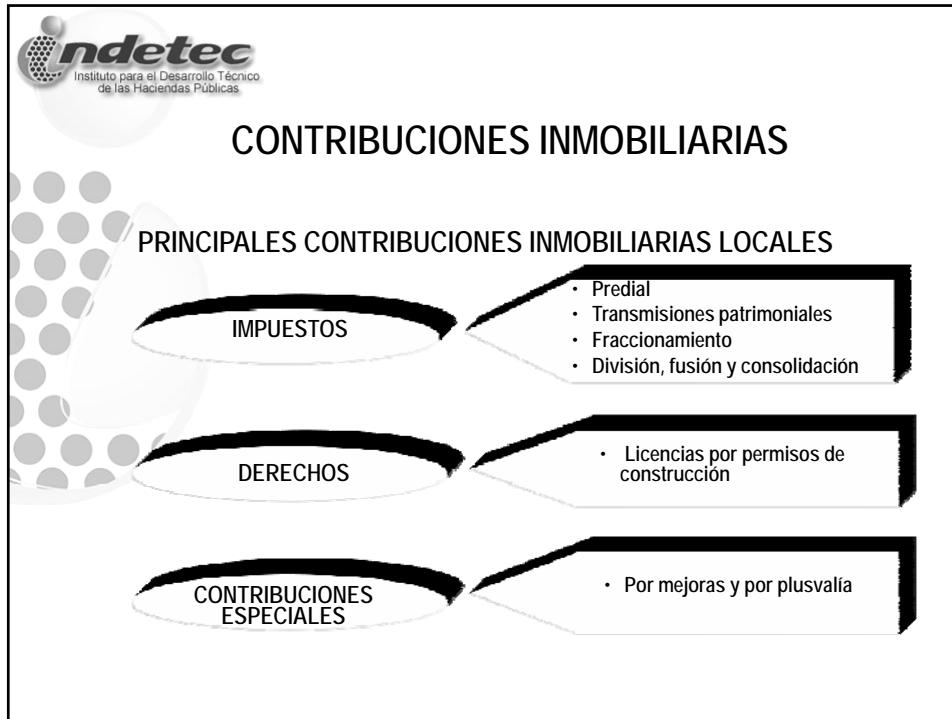 indetec
Instituto para el Desarrollo Técnico
de las Haciendas Públicas
CONTRIBUCIONES INMOBILIARIAS
PRINCIPALES CONTRIBUCIONES INMOBILIARIAS LOCALES
IMPUESTOS
• Predial
• Transmisiones patrimoniales
• Fraccionamiento
• División, fusión y consolidación
DERECHOS
• Licencias por permisos de
construcción
CONTRIBUCIONES
ESPECIALES
• Por mejoras y por plusvalía